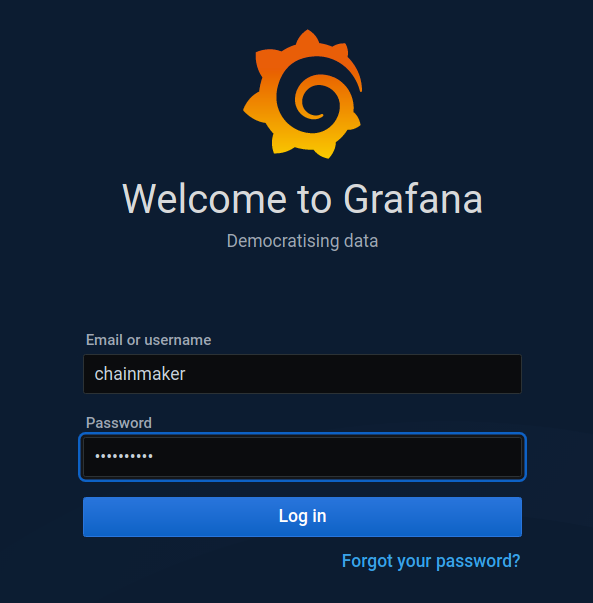 Welcome to Grafana
Democratising data
Email or username
chainmaker
Password
••••••••••
Log in
Forgot your password?